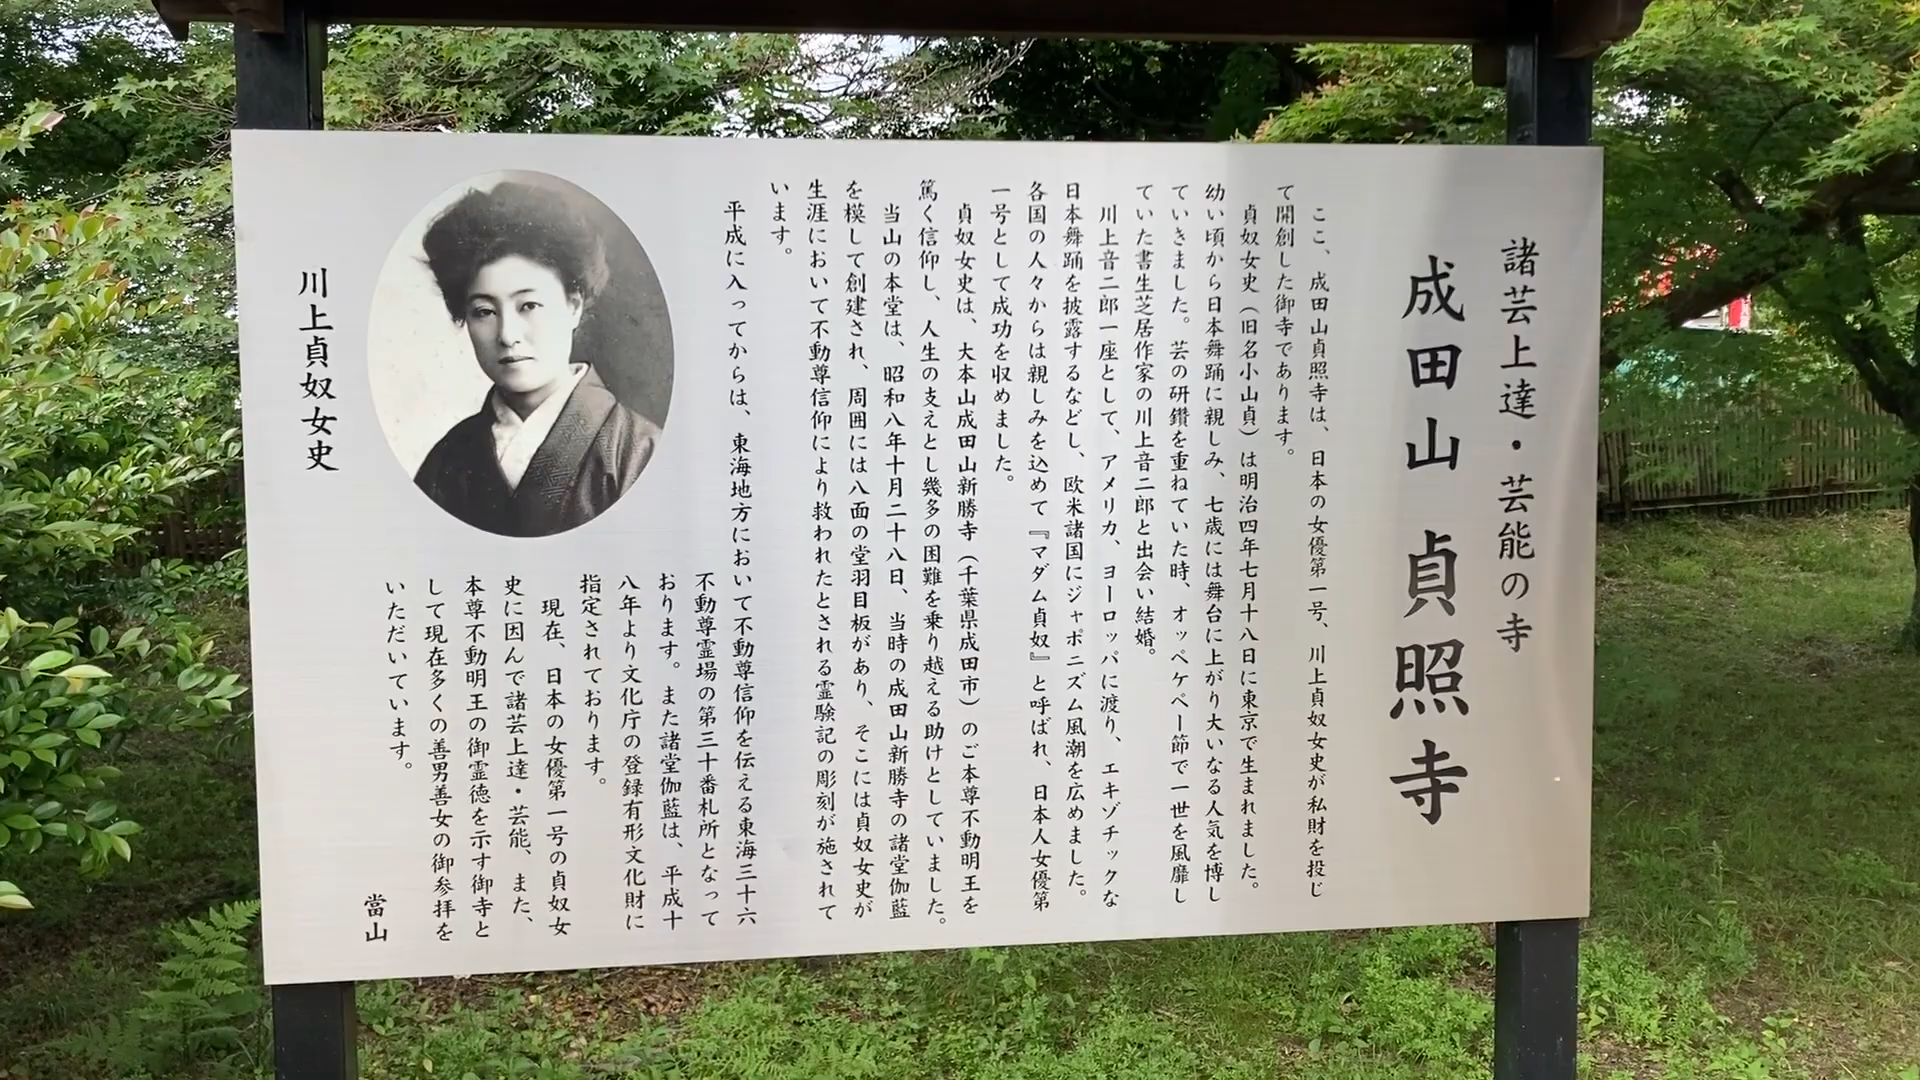 諸芸上達・芸能の寺
成田山 貞照寺
ここ、成田山貞照寺は、日本の女優第一号、川上貞奴女史が私財を投じ
て開創した御寺であります。
貞奴女史（旧名小山貞）は明治四年七月十八日に東京で生まれました。
幼い頃から日本舞踊に親しみ、七歳には舞台に上がり大いなる人気を博し
ていきました。芸の研鑽を重ねていた時、オッペケペー節で一世を風靡し
ていた書生芝居作家の川上音二郎と出会い結婚。
川上音二郎一座として、アメリカ、ヨーロッパに渡り、エキゾチックな
日本舞踊を披露するなどし、欧米諸国にジャポニズム風潮を広めました。
各国の人々からは親しみを込めて『マダム貞奴』と呼ばれ、日本人女優第
一号として成功を収めました。
貞奴女史は、大本山成田山新勝寺（千葉県成田市）のご本尊不動明王を
篤く信仰し、人生の支えとし幾多の困難を乗り越える助けとしていました。
当山の本堂は、昭和八年十月二十八日、当時の成田山新勝寺の諸堂伽藍
を模して創建され、周囲には八面の堂羽目板があり、そこには貞奴女史が
生涯において不動尊信仰により救われたとされる霊験記の彫刻が施されて
います。
平成に入ってからは、東海地方において不動尊信仰を伝える東海三十六
不動尊霊場の第三十番札所となって
おります。また諸堂伽藍は、平成十
八年より文化庁の登録有形文化財に
指定されております。
現在、日本の女優第一号の貞奴女
史に因んで諸芸上達・芸能、また、
本尊不動明王の御霊徳を示す御寺と
して現在多くの善男善女の御参拝を
いただいています。
當山
川上貞奴女史